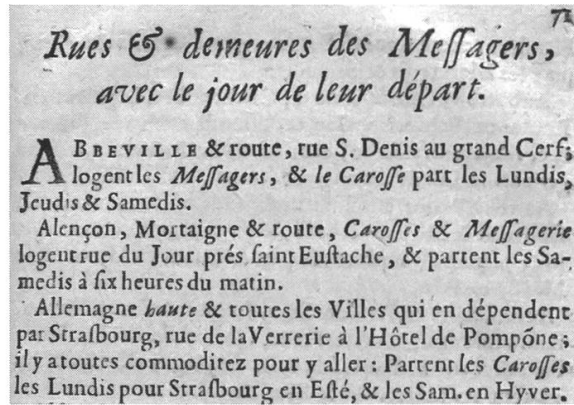 71
Rues & demeures des Meſſagers,
avec le jour de leur départ.
ABBEVILLE & route, rue S. Denis au grand Cerf;
logent les Meſſagers, & le Caroſſe part les Lundis,
Jeudis & Samedis.
Alençon, Mortaigne & route, Caroſſes & Meſſagerie
logent rue du Jour prés ſaint Euſtache, & partent les Sa-
medis à ſix heures du matin.
Allemagne haute & toutes les Villes qui en dépendent
par Straſbourg, rue de la Verrerie à l'Hôtel de Pompóne;
il y a toutes commoditez pour y aller : Partent les Caroſſes
les Lundis pour Straſbourg en Eſté, & les Sam. en Hyver.